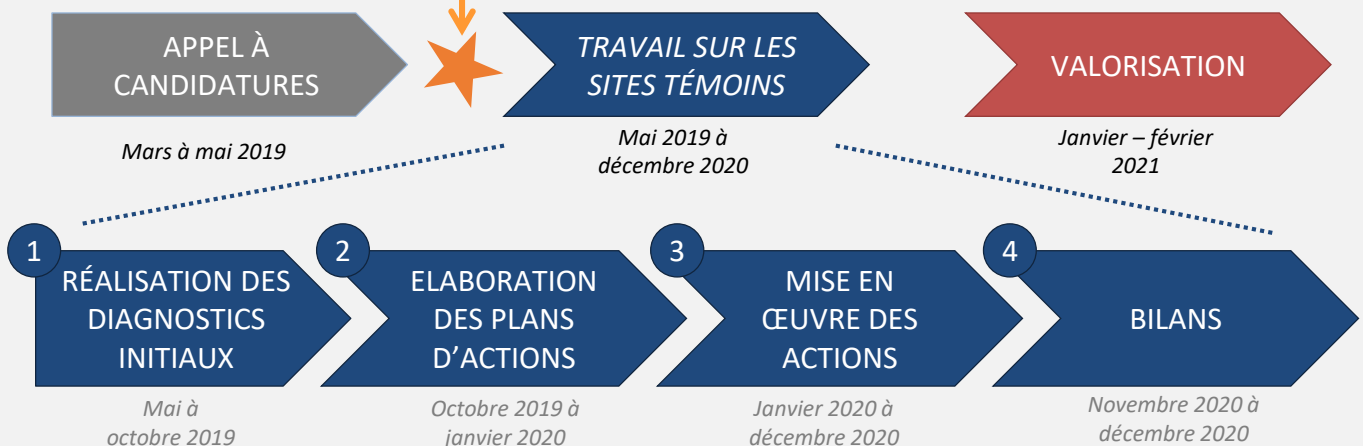 APPEL À
CANDIDATURES
TRAVAIL SUR LES
SITES TÉMOINS
VALORISATION
Mars à mai 2019
Mai 2019 à
décembre 2020
Janvier – février
2021
1
RÉALISATION DES
DIAGNOSTICS
INITIAUX
2
ELABORATION
DES PLANS
D’ACTIONS
3
MISE EN
ŒUVRE DES
ACTIONS
4
BILANS
Mai à
octobre 2019
Octobre 2019 à
janvier 2020
Janvier 2020 à
décembre 2020
Novembre 2020 à
décembre 2020